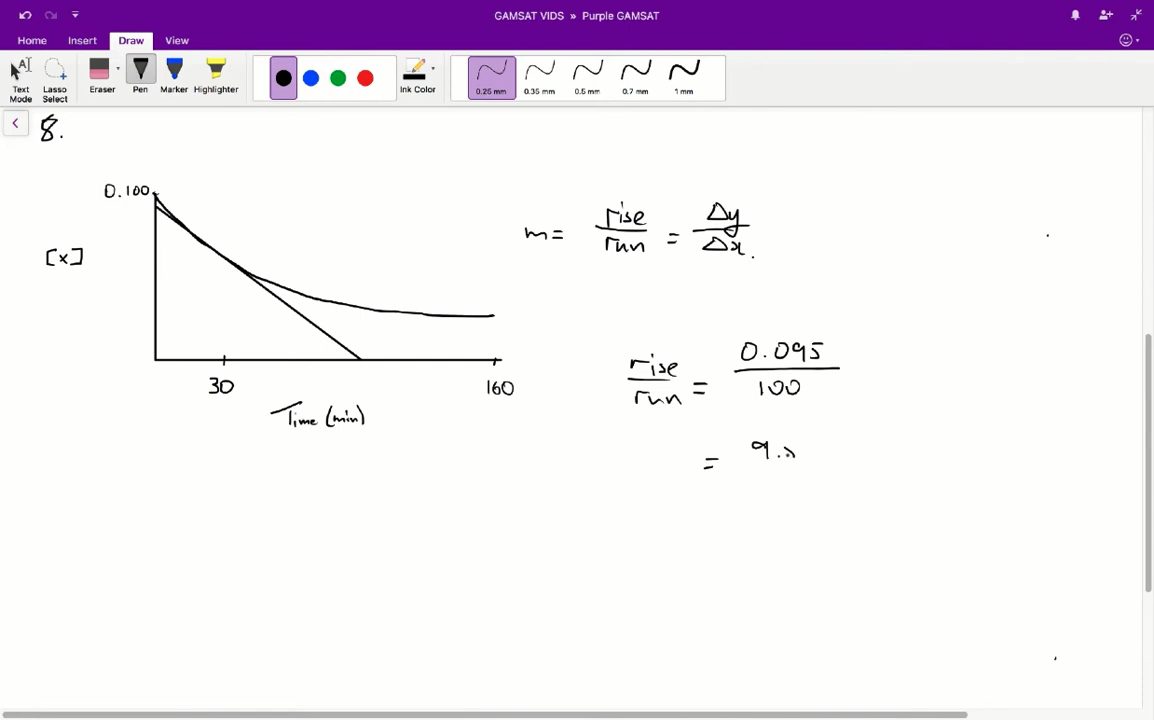 GAMSAT VIDS » Purple GAMSAT
Home Insert Draw View
Text Mode
Lasso Select
Eraser
Pen
Marker
Highlighter
Ink Color
0.25 mm
0.35 mm
0.5 mm
0.7 mm
1 mm
8.
0.100
[x]
30
160
Time (min)
m = rise/run = Δy/Δx.
rise/run = 0.095/100
= 9.